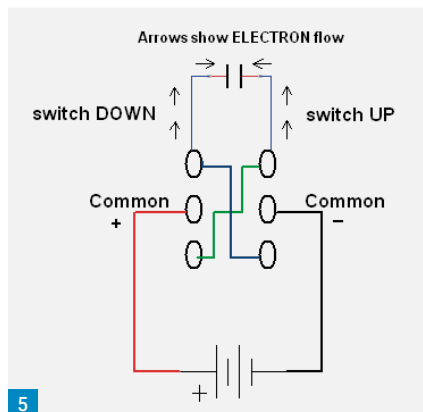 Arrows show ELECTRON flow
switch DOWN
switch UP
Common
+
Common
−
+
5